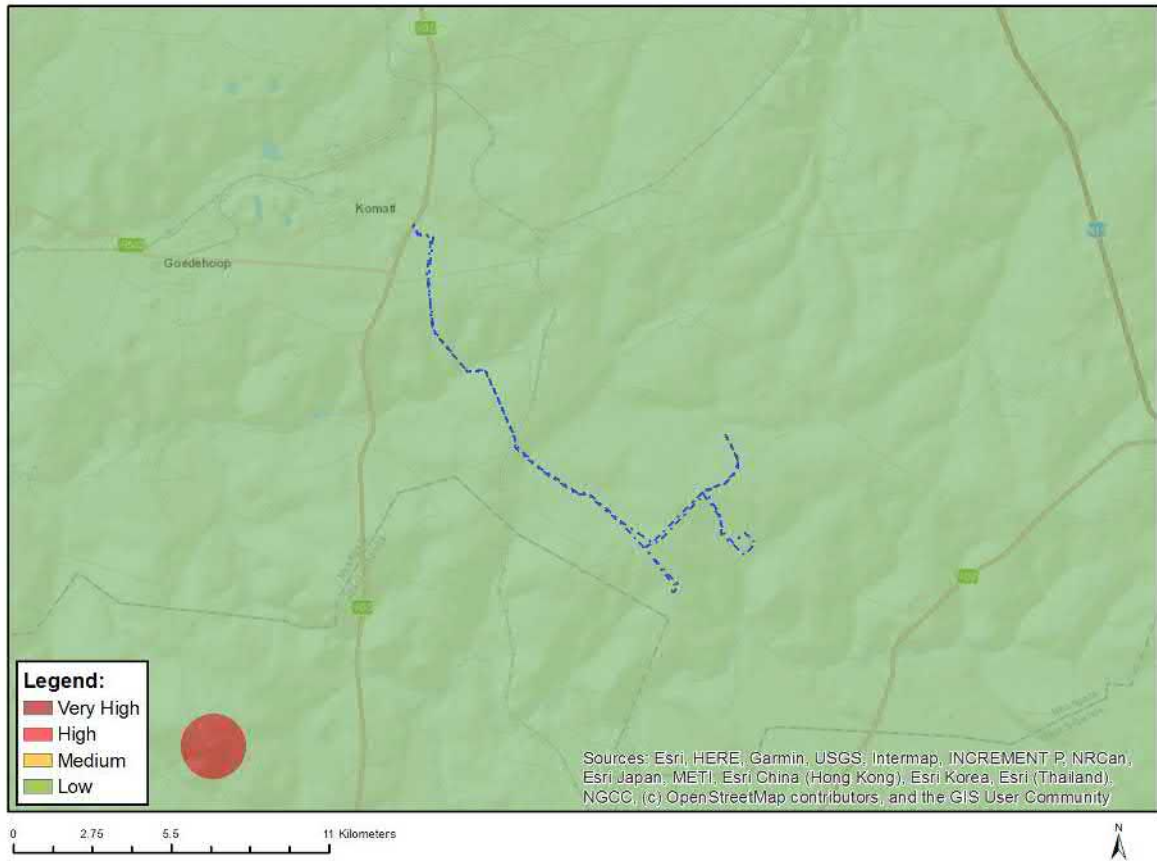 Komati
Goedehoop
Legend:
Very High
High
Medium
Low
Sources: Esri, HERE, Garmin, USGS, Intermap, INCREMENT P, NRCan,
Esri Japan, METI, Esri China (Hong Kong), Esri Korea, Esri (Thailand),
NGCC, (c) OpenStreetMap contributors, and the GIS User Community
0 2.75 5.5 11 Kilometers
N